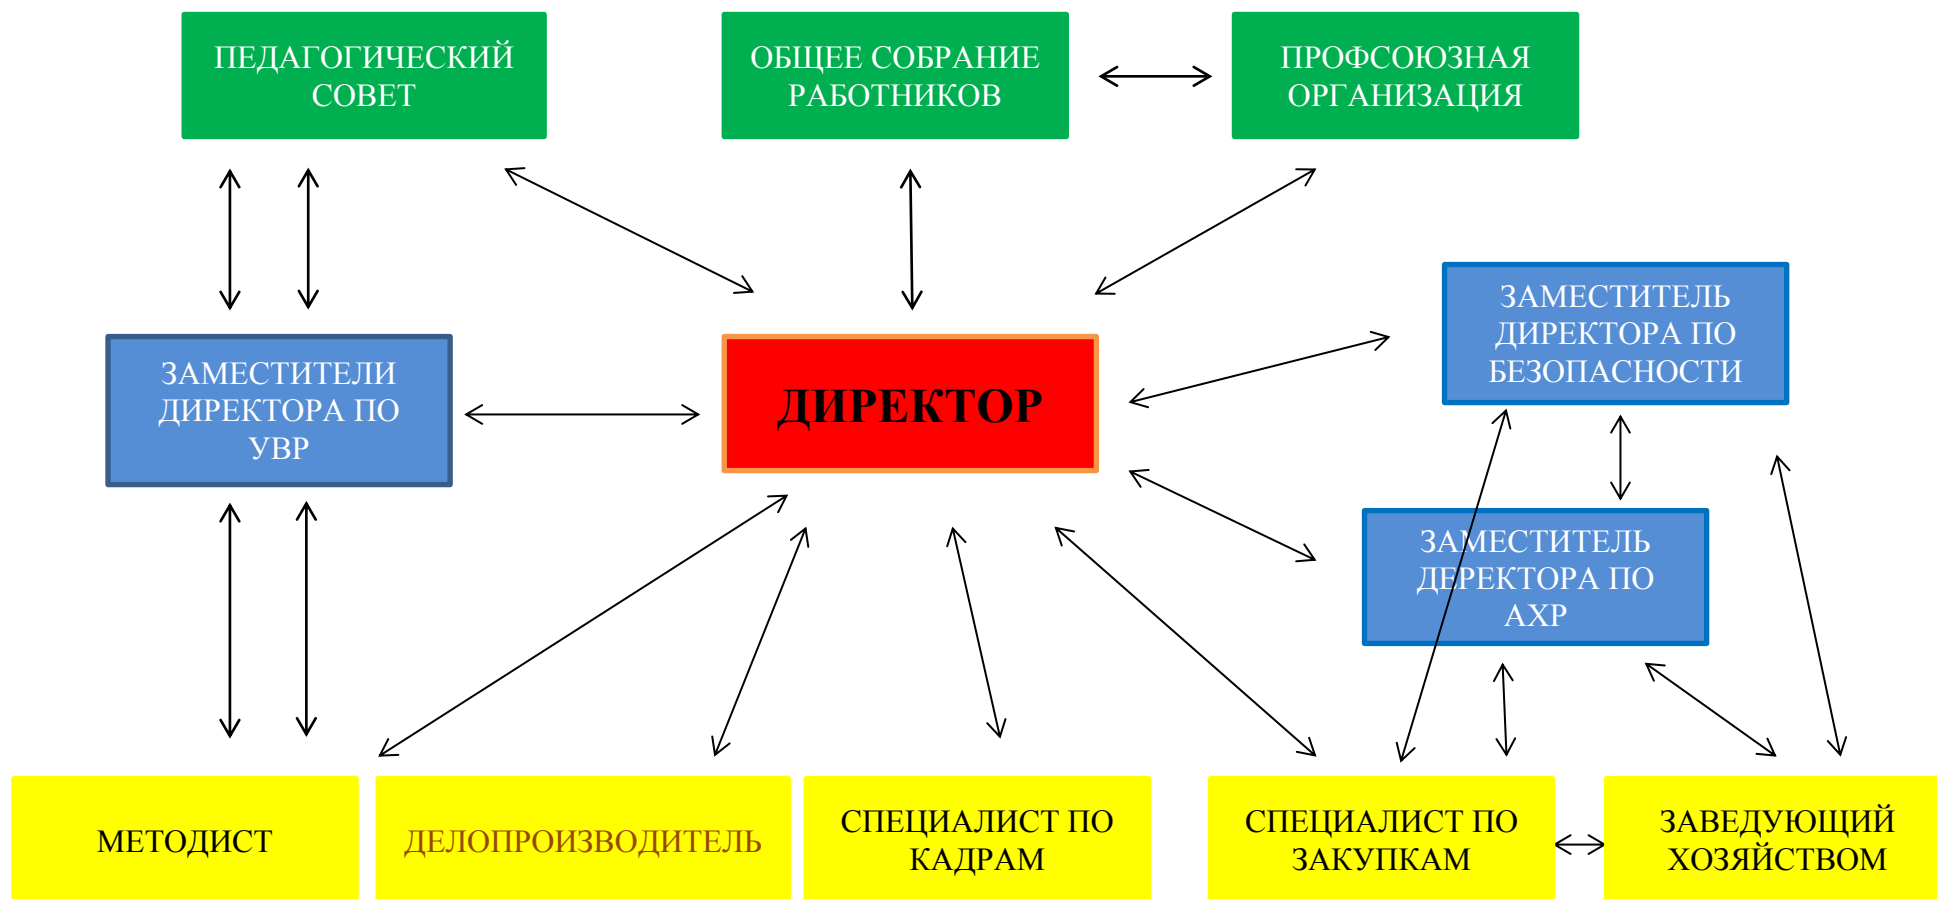 ПЕДАГОГИЧЕСКИЙ
СОВЕТ
ОБЩЕЕ СОБРАНИЕ
РАБОТНИКОВ
ПРОФСОЮЗНАЯ
ОРГАНИЗАЦИЯ
ЗАМЕСТИТЕЛИ
ДИРЕКТОРА ПО
УВР
ДИРЕКТОР
ЗАМЕСТИТЕЛЬ
ДИРЕКТОРА ПО
БЕЗОПАСНОСТИ
ЗАМЕСТИТЕЛЬ
ДЕРЕКТОРА ПО
АХР
МЕТОДИСТ
ДЕЛОПРОИЗВОДИТЕЛЬ
СПЕЦИАЛИСТ ПО
КАДРАМ
СПЕЦИАЛИСТ ПО
ЗАКУПКАМ
ЗАВЕДУЮЩИЙ
ХОЗЯЙСТВОМ